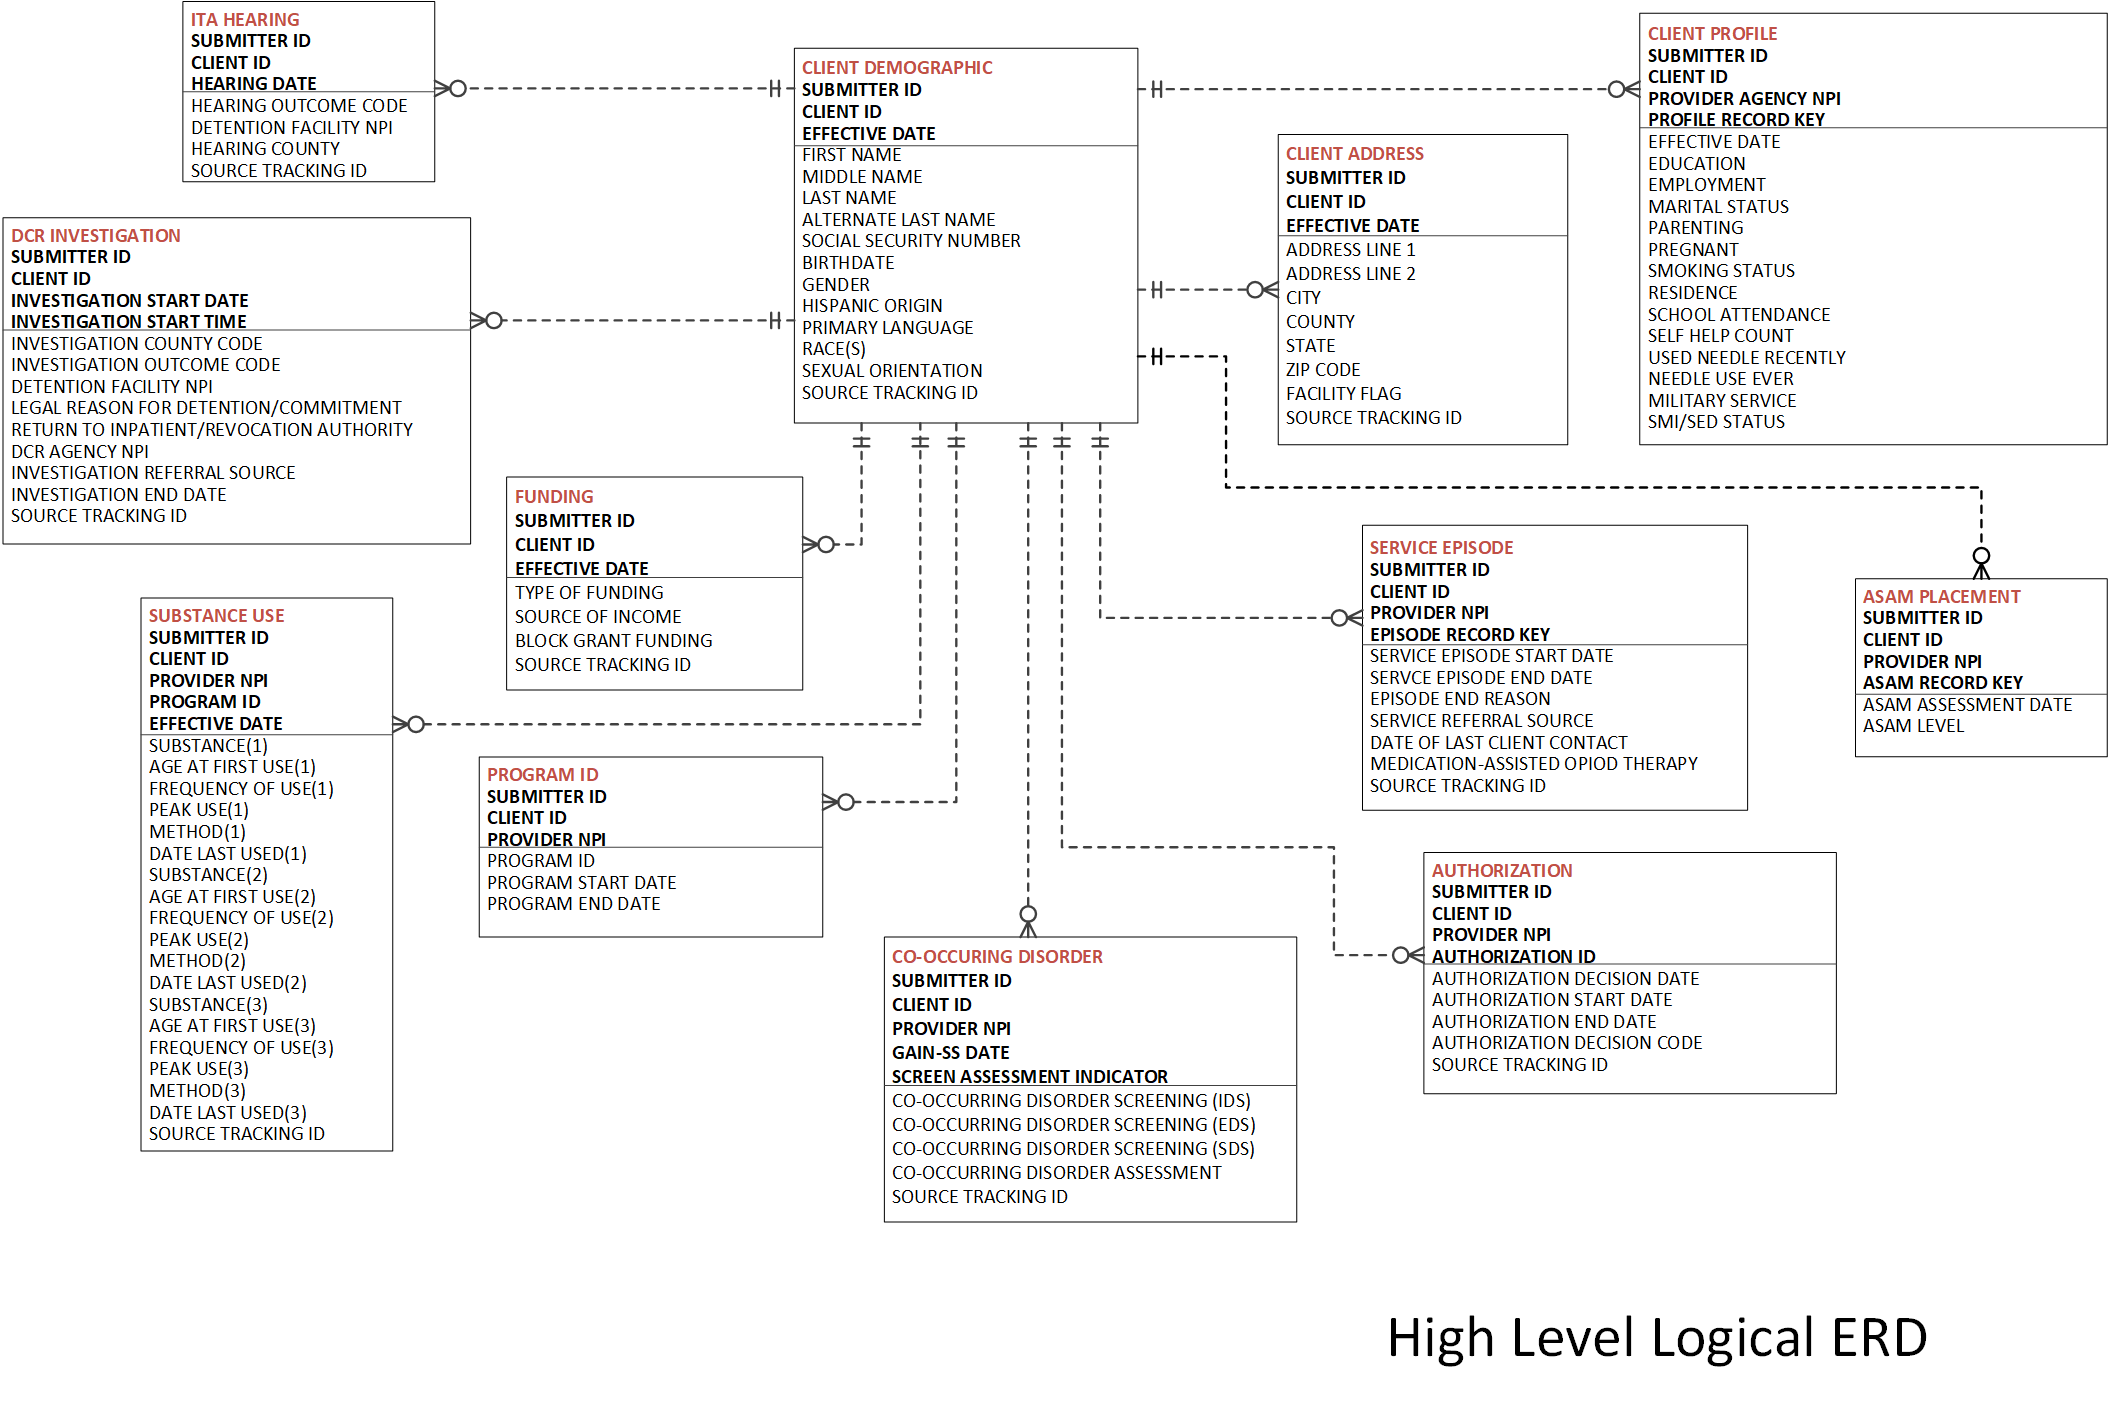 ITA HEARING
SUBMITTER ID
CLIENT ID
HEARING DATE
HEARING OUTCOME CODE
DETENTION FACILITY NPI
HEARING COUNTY
SOURCE TRACKING ID
CLIENT DEMOGRAPHIC
SUBMITTER ID
CLIENT ID
EFFECTIVE DATE
FIRST NAME
MIDDLE NAME
LAST NAME
ALTERNATE LAST NAME
SOCIAL SECURITY NUMBER
BIRTHDATE
GENDER
HISPANIC ORIGIN
PRIMARY LANGUAGE
RACE(S)
SEXUAL ORIENTATION
SOURCE TRACKING ID
CLIENT PROFILE
SUBMITTER ID
CLIENT ID
PROVIDER AGENCY NPI
PROFILE RECORD KEY
EFFECTIVE DATE
EDUCATION
EMPLOYMENT
MARITAL STATUS
PARENTING
PREGNANT
SMOKING STATUS
RESIDENCE
SCHOOL ATTENDANCE
SELF HELP COUNT
USED NEEDLE RECENTLY
NEEDLE USE EVER
MILITARY SERVICE
SMI/SED STATUS
CLIENT ADDRESS
SUBMITTER ID
CLIENT ID
EFFECTIVE DATE
ADDRESS LINE 1
ADDRESS LINE 2
CITY
COUNTY
STATE
ZIP CODE
FACILITY FLAG
SOURCE TRACKING ID
DCR INVESTIGATION
SUBMITTER ID
CLIENT ID
INVESTIGATION START DATE
INVESTIGATION START TIME
INVESTIGATION COUNTY CODE
INVESTIGATION OUTCOME CODE
DETENTION FACILITY NPI
LEGAL REASON FOR DETENTION/COMMITMENT
RETURN TO INPATIENT/REVOCATION AUTHORITY
DCR AGENCY NPI
INVESTIGATION REFERRAL SOURCE
INVESTIGATION END DATE
SOURCE TRACKING ID
FUNDING
SUBMITTER ID
CLIENT ID
EFFECTIVE DATE
TYPE OF FUNDING
SOURCE OF INCOME
BLOCK GRANT FUNDING
SOURCE TRACKING ID
SERVICE EPISODE
SUBMITTER ID
CLIENT ID
PROVIDER NPI
EPISODE RECORD KEY
SERVICE EPISODE START DATE
SERVCE EPISODE END DATE
EPISODE END REASON
SERVICE REFERRAL SOURCE
DATE OF LAST CLIENT CONTACT
MEDICATION-ASSISTED OPIOD THERAPY
SOURCE TRACKING ID
ASAM PLACEMENT
SUBMITTER ID
CLIENT ID
PROVIDER NPI
ASAM RECORD KEY
ASAM ASSESSMENT DATE
ASAM LEVEL
SUBSTANCE USE
SUBMITTER ID
CLIENT ID
PROVIDER NPI
PROGRAM ID
EFFECTIVE DATE
SUBSTANCE(1)
AGE AT FIRST USE(1)
FREQUENCY OF USE(1)
PEAK USE(1)
METHOD(1)
DATE LAST USED(1)
SUBSTANCE(2)
AGE AT FIRST USE(2)
FREQUENCY OF USE(2)
PEAK USE(2)
METHOD(2)
DATE LAST USED(2)
SUBSTANCE(3)
AGE AT FIRST USE(3)
FREQUENCY OF USE(3)
PEAK USE(3)
METHOD(3)
DATE LAST USED(3)
SOURCE TRACKING ID
PROGRAM ID
SUBMITTER ID
CLIENT ID
PROVIDER NPI
PROGRAM ID
PROGRAM START DATE
PROGRAM END DATE
CO-OCCURING DISORDER
SUBMITTER ID
CLIENT ID
PROVIDER NPI
GAIN-SS DATE
SCREEN ASSESSMENT INDICATOR
CO-OCCURRING DISORDER SCREENING (IDS)
CO-OCCURRING DISORDER SCREENING (EDS)
CO-OCCURRING DISORDER SCREENING (SDS)
CO-OCCURRING DISORDER ASSESSMENT
SOURCE TRACKING ID
AUTHORIZATION
SUBMITTER ID
CLIENT ID
PROVIDER NPI
AUTHORIZATION ID
AUTHORIZATION DECISION DATE
AUTHORIZATION START DATE
AUTHORIZATION END DATE
AUTHORIZATION DECISION CODE
SOURCE TRACKING ID
High Level Logical ERD